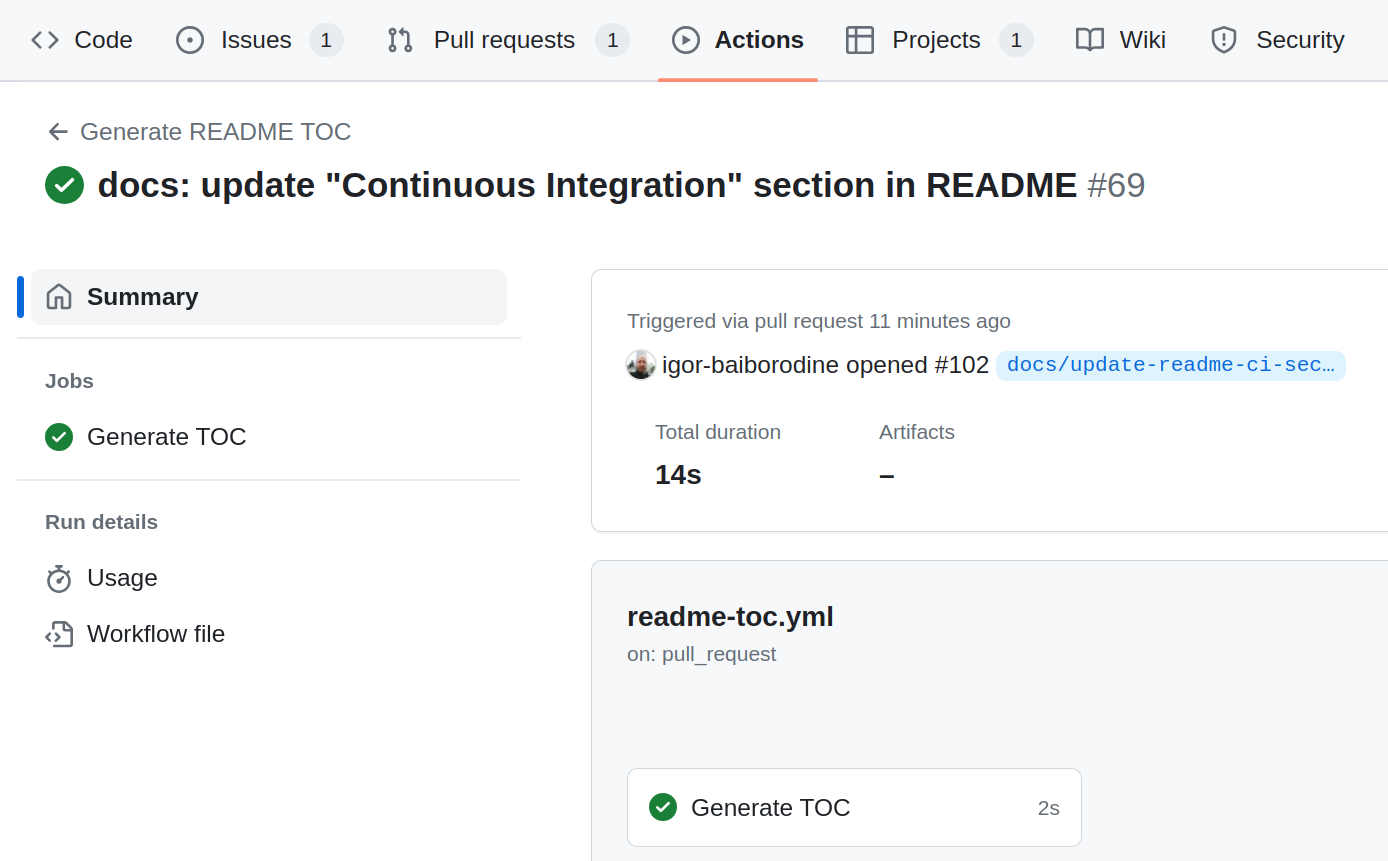 Code Issues 1 Pull requests 1 Actions Projects 1 Wiki Security
Generate README TOC
docs: update "Continuous Integration" section in README #69
Summary
Jobs
Generate TOC
Run details
Usage
Workflow file
Triggered via pull request 11 minutes ago
igor-baiborodine opened #102 docs/update-readme-ci-sec…
Total duration Artifacts
14s –
readme-toc.yml
on: pull_request
Generate TOC 2s